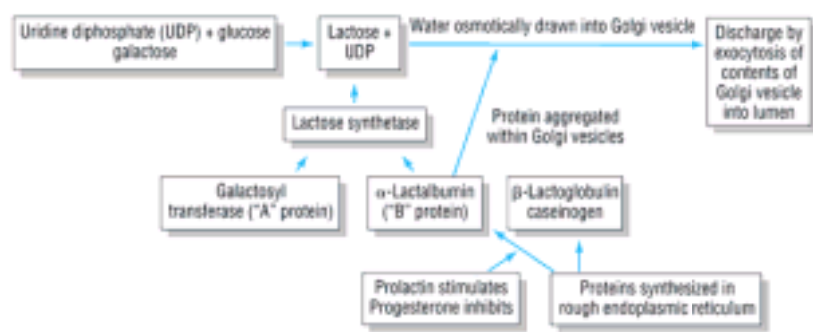 Uridine diphosphate (UDP) + glucose
galactose
Lactose +
UDP
Water osmotically drawn into Golgi vesicle
Discharge by
exocytosis of
contents of
Golgi vesicle
into lumen
Lactose synthetase
Protein aggregated
within Golgi vesicles
Galactosyl
transferase ("A" protein)
α-Lactalbumin
("B" protein)
β-Lactoglobulin
caseinogen
Prolactin stimulates
Progesterone inhibits
Proteins synthesized in
rough endoplasmic reticulum